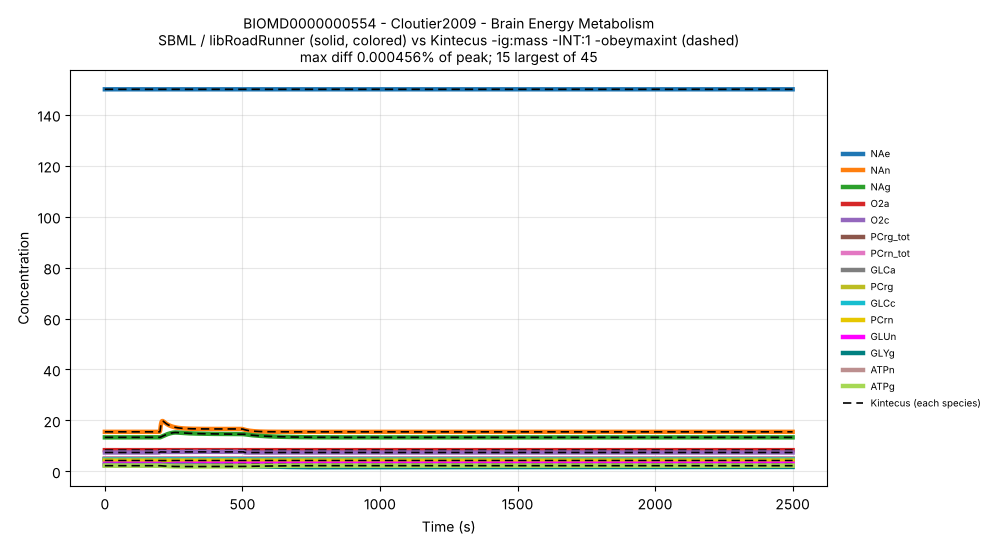 BIOMD0000000554 - Cloutier2009 - Brain Energy Metabolism
SBML / libRoadRunner (solid, colored) vs Kintecus -ig:mass -INT:1 -obeymaxint (dashed)
max diff 0.000456% of peak; 15 largest of 45
Concentration
140
120
100
80
60
40
20
0
0
500
1000
1500
2000
2500
Time (s)
NAe
NAn
NAg
O2a
O2c
PCrg_tot
PCrn_tot
GLCa
PCrg
GLCc
PCrn
GLUn
GLYg
ATPn
ATPg
Kintecus (each species)